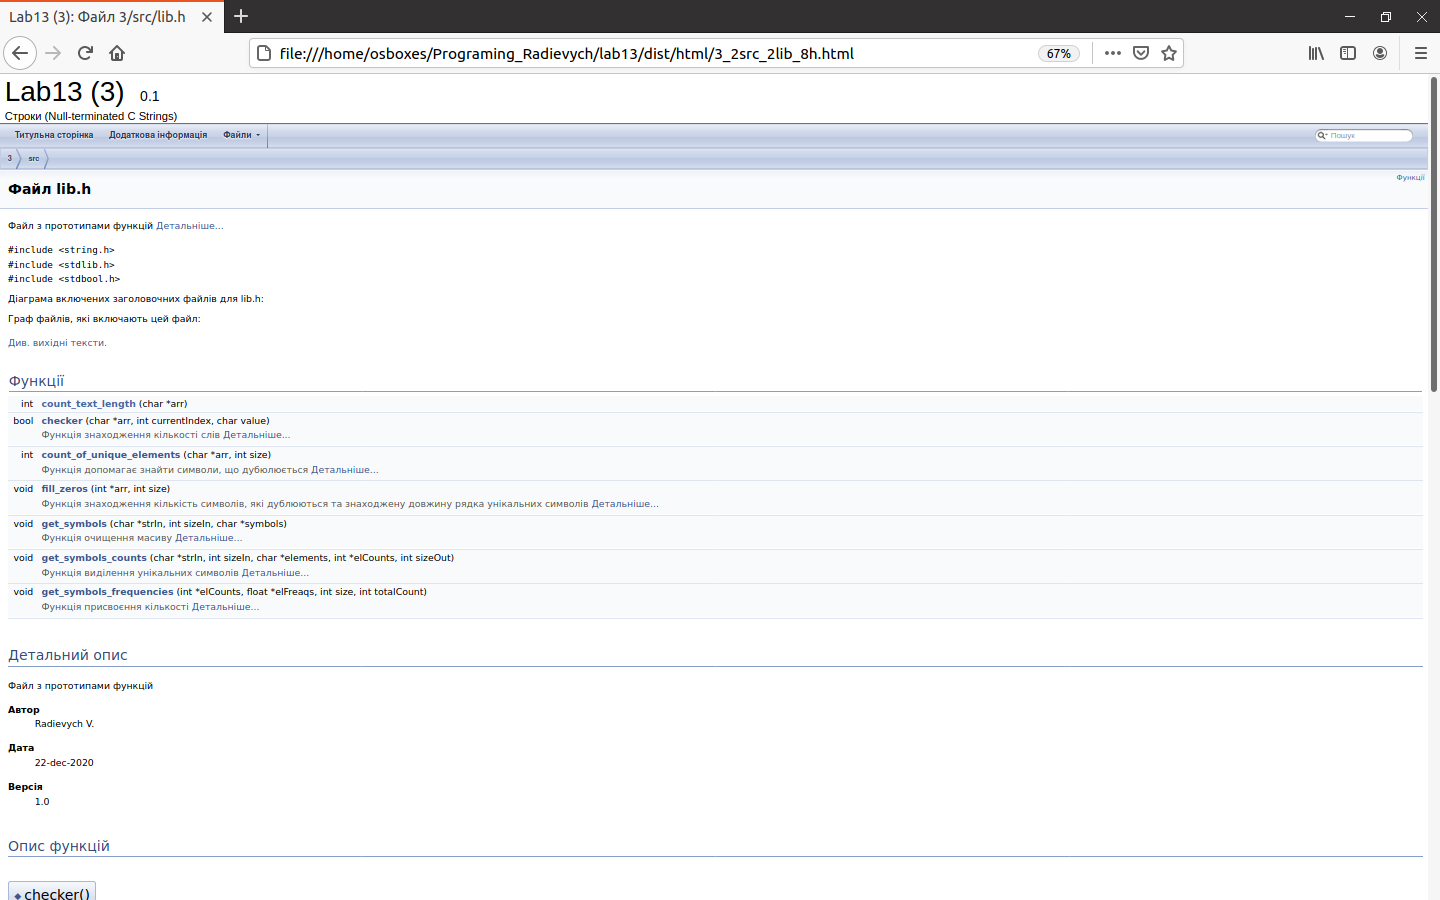 Lab13 (3): Файл 3/src/lib.h
file:///home/osboxes/Programing_Radievych/lab13/dist/html/3_2src_2lib_8h.html
67%
Lab13 (3) 0.1
Строки (Null-terminated C Strings)
Титульна сторінка Додаткова інформація Файли
Пошук
3 src
Функції
Файл lib.h
Файл з прототипами функцій Детальніше...
#include <string.h>
#include <stdlib.h>
#include <stdbool.h>
Діаграма включених заголовочних файлів для lib.h:
Граф файлів, які включають цей файл:
Див. вихідні тексти.
Функції
int count_text_length (char *arr)
bool checker (char *arr, int currentIndex, char value)
Функція знаходження кількості слів Детальніше...
int count_of_unique_elements (char *arr, int size)
Функція допомагає знайти символи, що дубюлюється Детальніше...
void fill_zeros (int *arr, int size)
Функція знаходження кількість символів, які дублюються та знаходжену довжину рядка унікальних символів Детальніше...
void get_symbols (char *strIn, int sizeIn, char *symbols)
Функція очищення масиву Детальніше...
void get_symbols_counts (char *strIn, int sizeIn, char *elements, int *elCounts, int sizeOut)
Функція виділення унікальних символів Детальніше...
void get_symbols_frequencies (int *elCounts, float *elFreaqs, int size, int totalCount)
Функція присвоєння кількості Детальніше...
Детальний опис
Файл з прототипами функцій
Автор
Radievych V.
Дата
22-dec-2020
Версія
1.0
Опис функцій
checker()